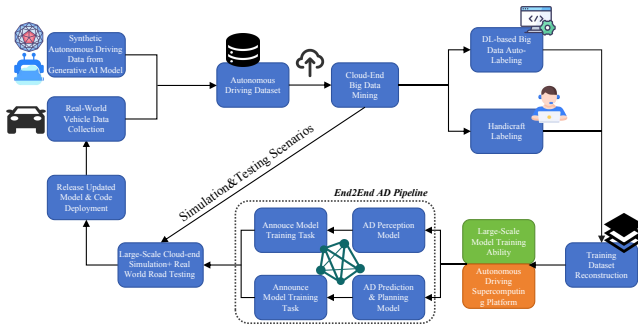 Synthetic
Autonomous Driving
Data from
Generative AI Model
Real-World
Vehicle Data
Collection
Autonomous
Driving Dataset
Cloud-End
Big Data
Mining
DL-based Big
Data Auto-
Labeling
Handicraft
Labeling
Simulation&Testing Scenarios
Release Updated
Model & Code
Deployment
End2End AD Pipeline
Annouce Model
Training Task
AD Perception
Model
Announce
Model Training
Task
AD Prediction
& Planning
Model
Large-Scale Cloud-end
Simulation+ Real
World Road Testing
Large-Scale
Model Training
Ability
Autonomous
Driving
Supercomputing
Platform
Training
Dataset
Reconstruction